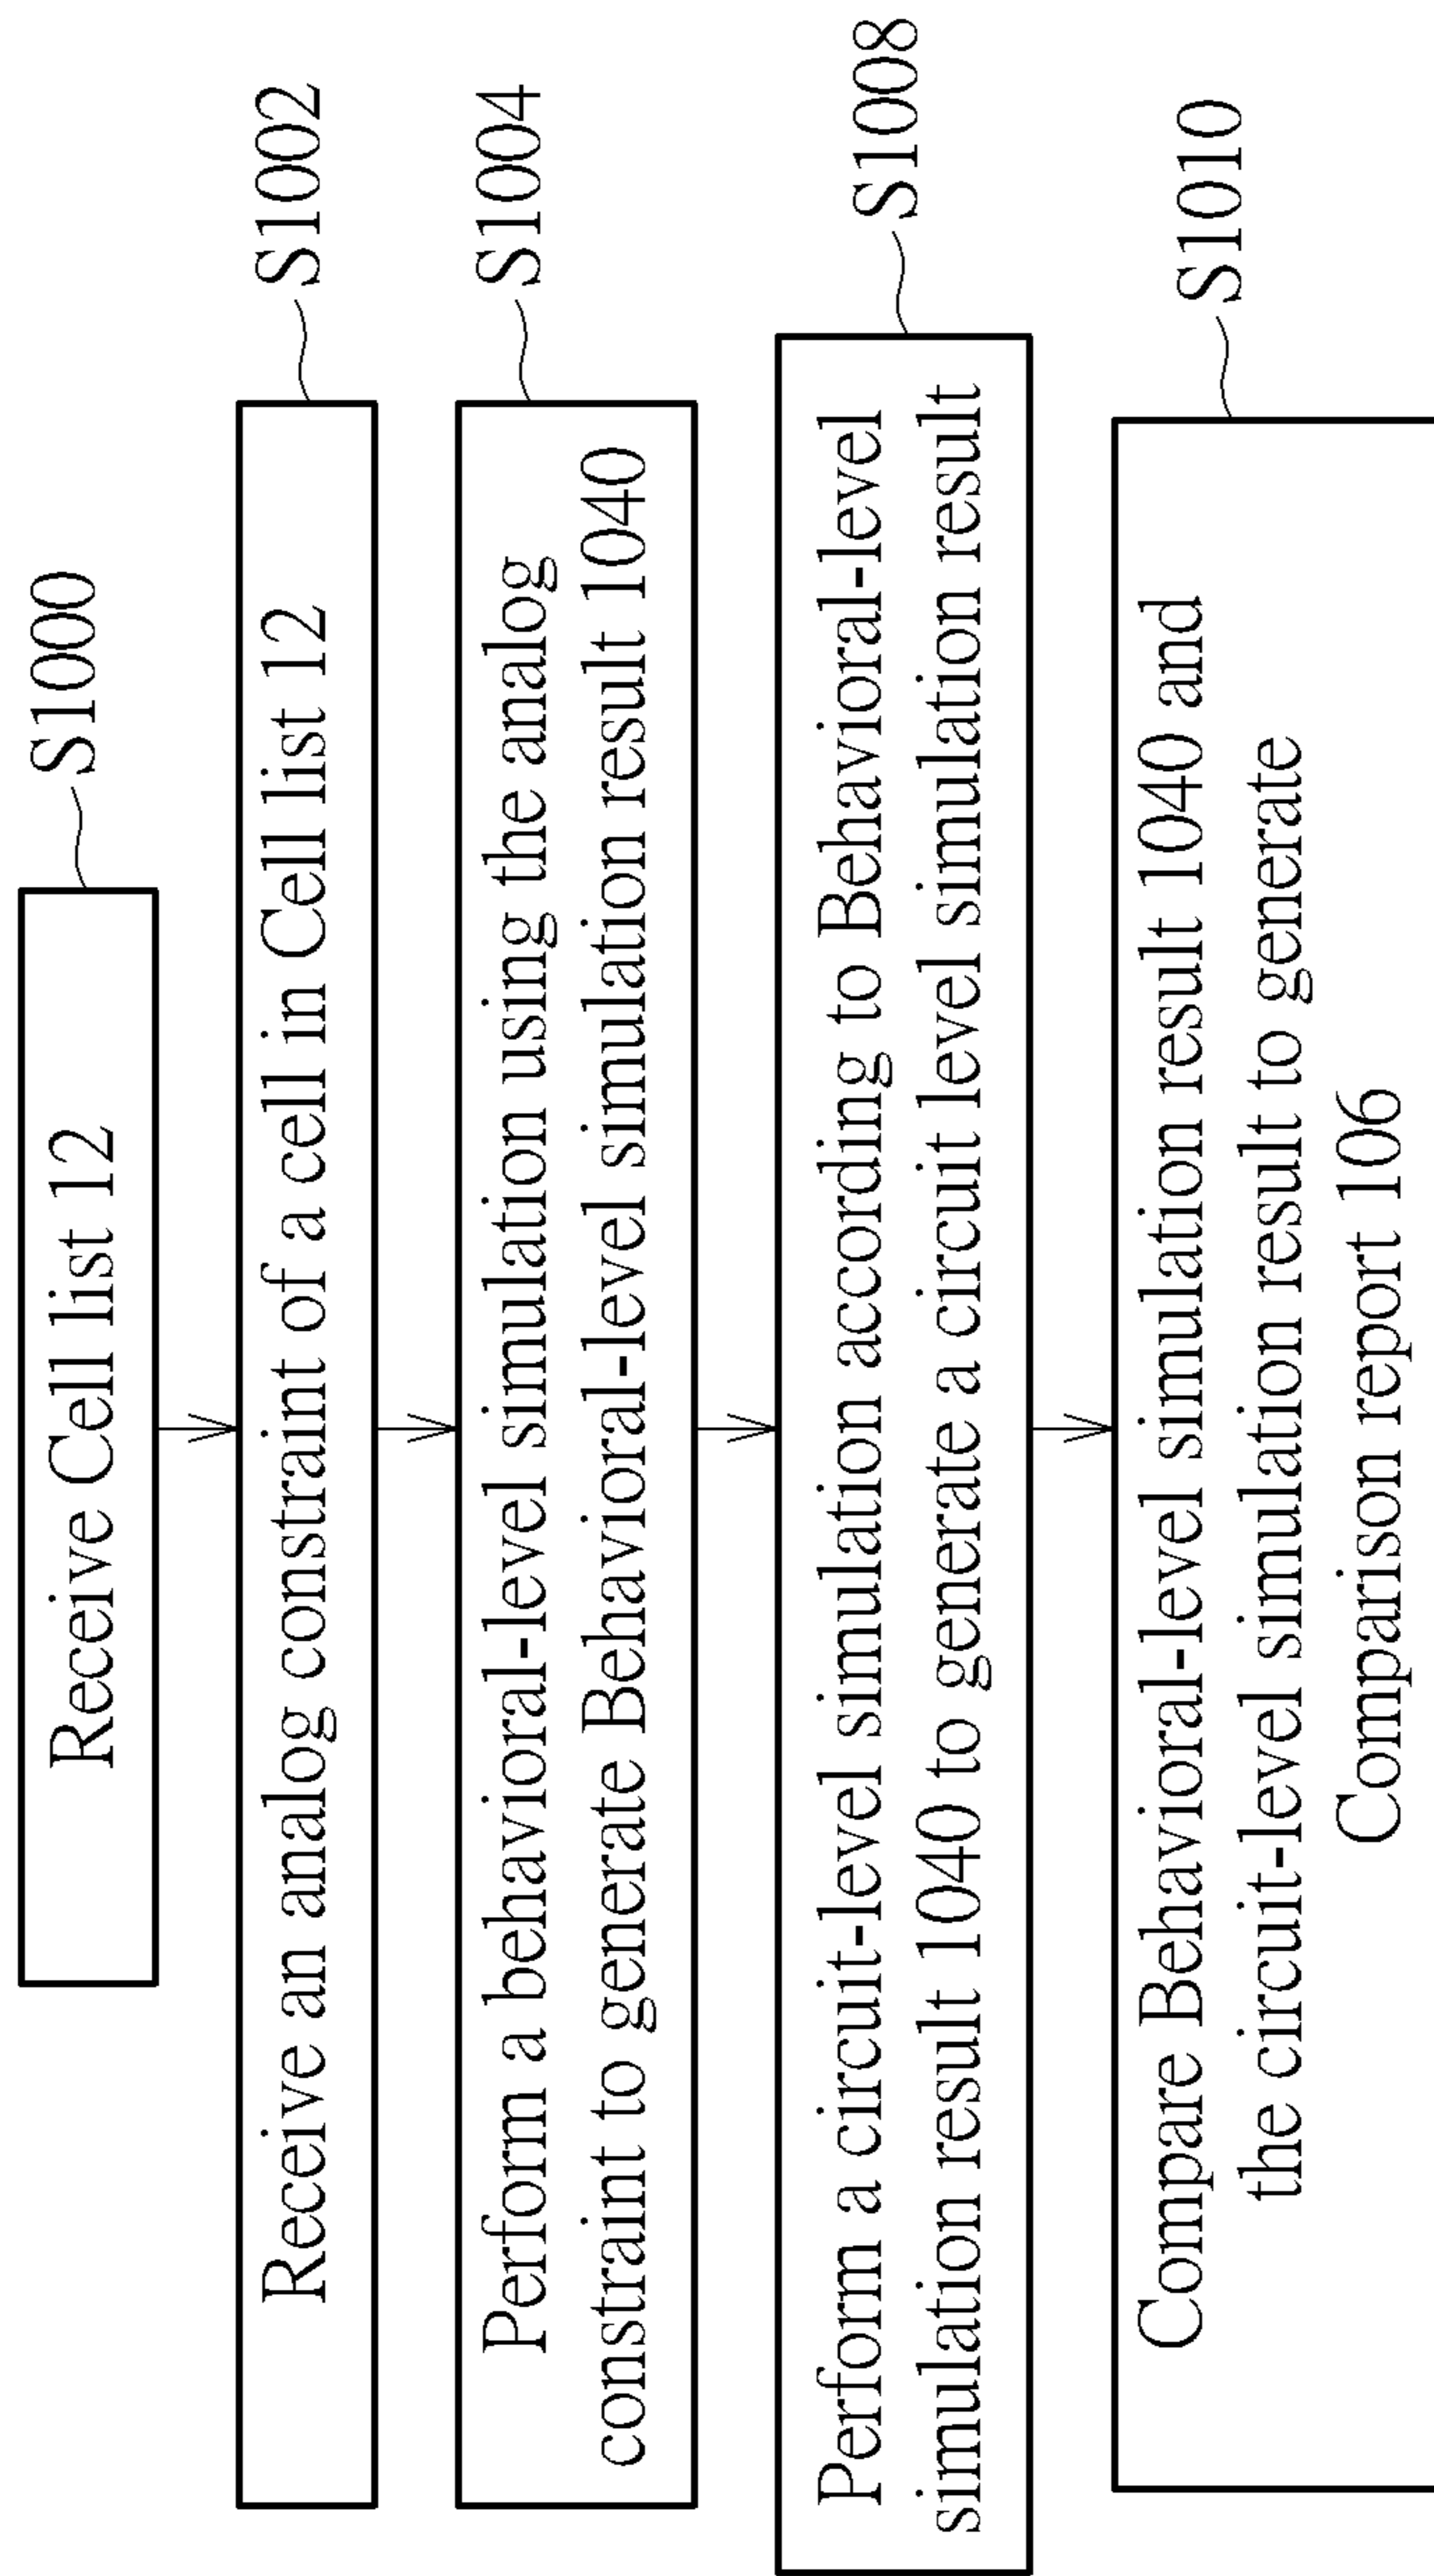 Receive Cell list 12
S1000
Receive an analog constraint of a cell in Cell list 12
S1002
Perform a behavioral-level simulation using the analog
constraint to generate Behavioral-level simulation result 1040
S1004
Perform a circuit-level simulation according to Behavioral-level
simulation result 1040 to generate a circuit level simulation result
S1008
Compare Behavioral-level simulation result 1040 and
the circuit-level simulation result to generate
Comparison report 106
S1010